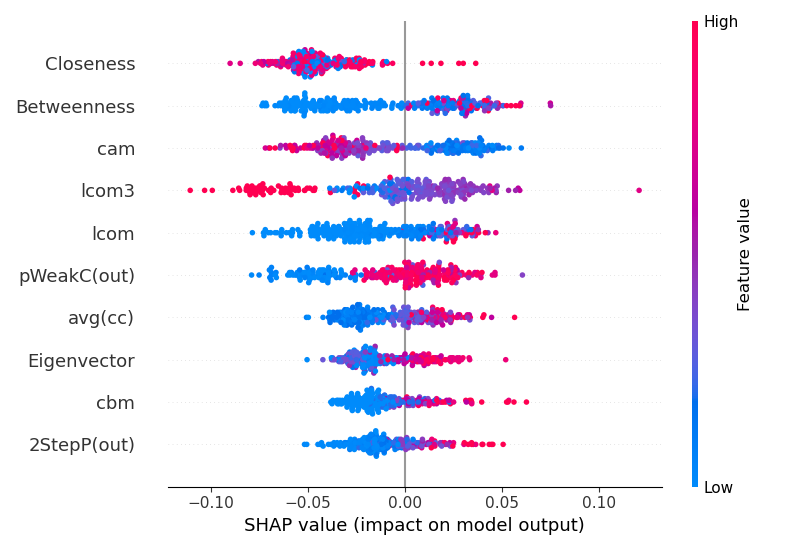 High
Closeness
Betweenness
cam
lcom3
lcom
pWeakC(out)
avg(cc)
Eigenvector
cbm
2StepP(out)
Feature value
Low
−0.10 −0.05 0.00 0.05 0.10
SHAP value (impact on model output)